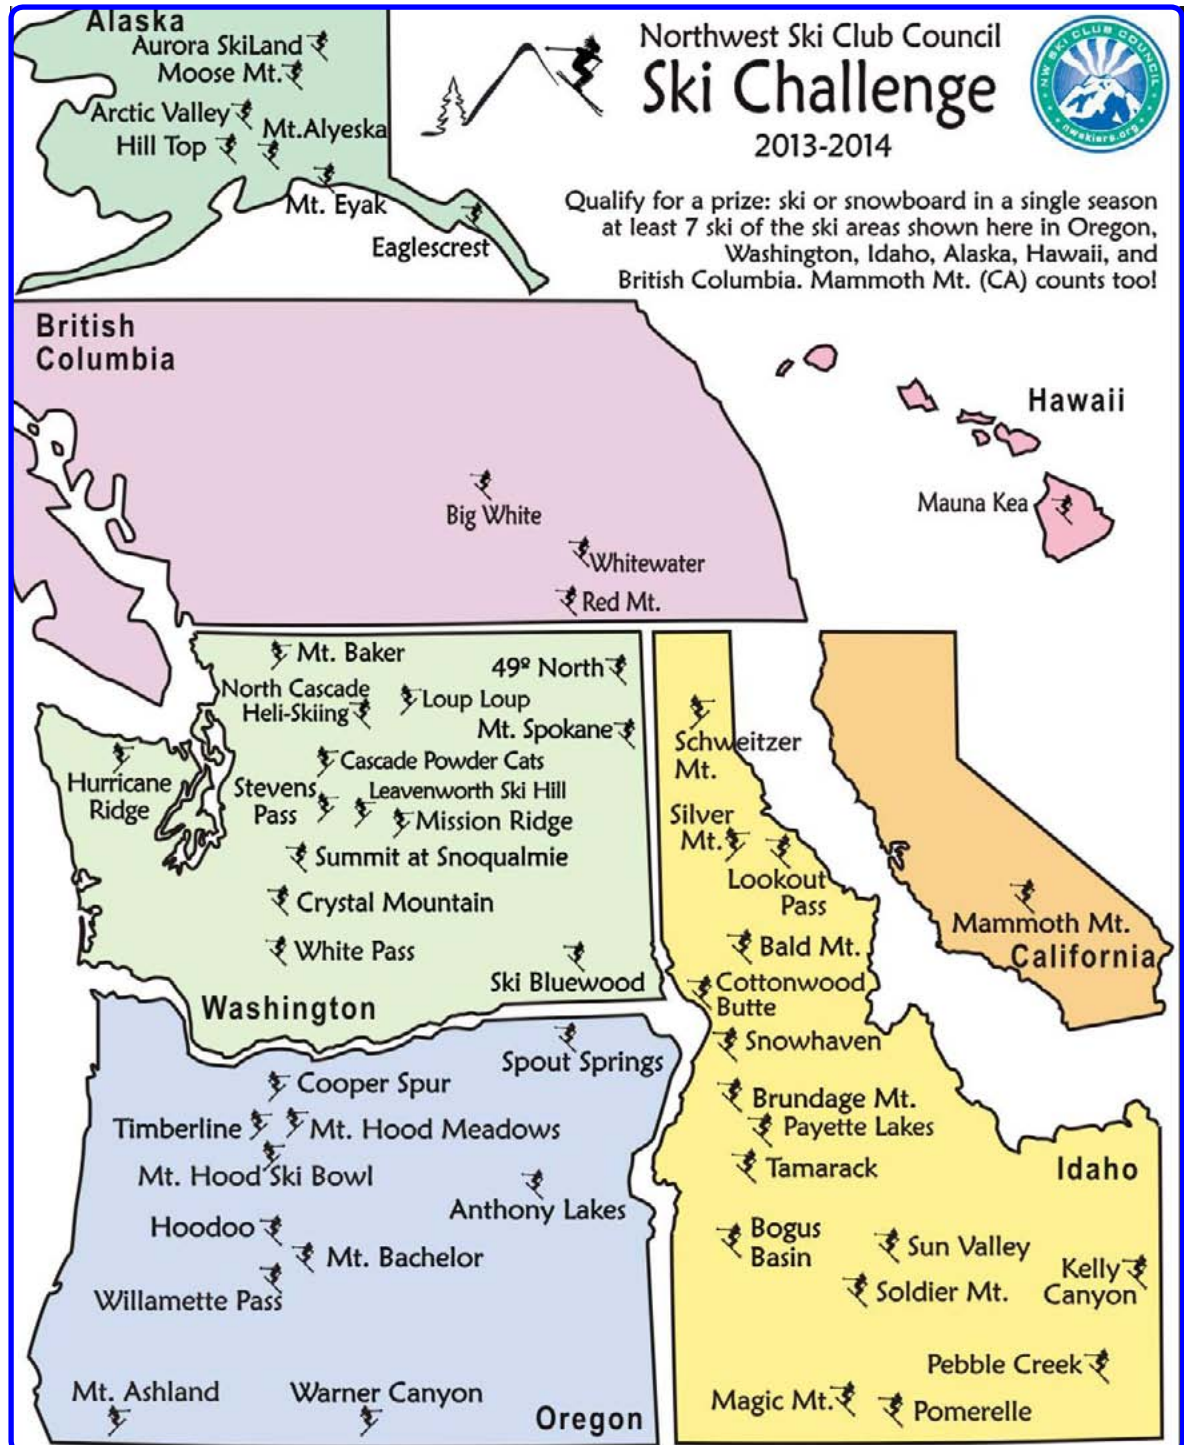 Alaska
Aurora SkiLand
Moose Mt.
Arctic Valley
Mt.Alyeska
Hill Top
Mt. Eyak
Eaglescrest
Northwest Ski Club Council
Ski Challenge
2013-2014
NW SKI CLUB COUNCIL
nwskiers.org
Qualify for a prize: ski or snowboard in a single season
at least 7 ski of the ski areas shown here in Oregon,
Washington, Idaho, Alaska, Hawaii, and
British Columbia. Mammoth Mt. (CA) counts too!
British
Columbia
Big White
Whitewater
Red Mt.
Hawaii
Mauna Kea
Mt. Baker
49º North
North Cascade
Heli-Skiing
Loup Loup
Mt. Spokane
Hurricane
Ridge
Cascade Powder Cats
Stevens
Pass
Leavenworth Ski Hill
Mission Ridge
Summit at Snoqualmie
Crystal Mountain
White Pass
Ski Bluewood
Washington
Schweitzer
Mt.
Silver
Mt.
Lookout
Pass
Bald Mt.
Cottonwood
Butte
Snowhaven
Brundage Mt.
Payette Lakes
Tamarack
Idaho
Bogus
Basin
Sun Valley
Soldier Mt.
Kelly
Canyon
Pebble Creek
Magic Mt.
Pomerelle
Mammoth Mt.
California
Spout Springs
Cooper Spur
Timberline
Mt. Hood Meadows
Mt. Hood Ski Bowl
Anthony Lakes
Hoodoo
Mt. Bachelor
Willamette Pass
Mt. Ashland
Warner Canyon
Oregon